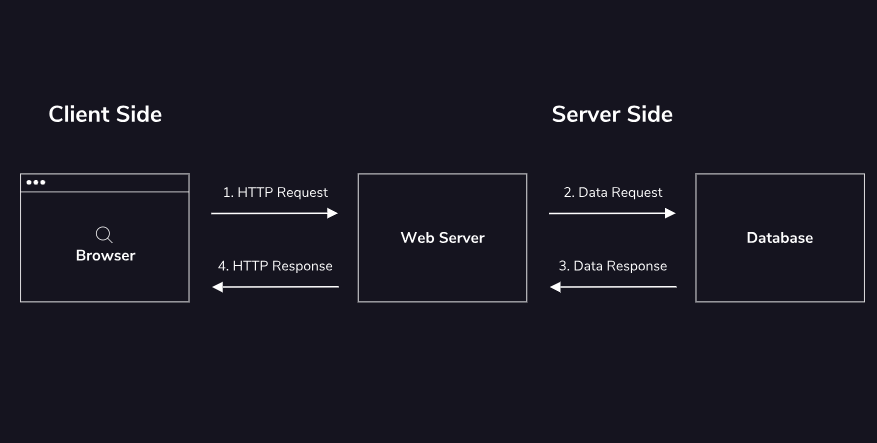 Client Side
Server Side
1. HTTP Request
2. Data Request
Browser
Web Server
Database
4. HTTP Response
3. Data Response